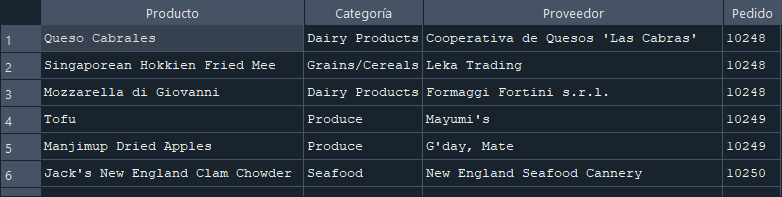 Producto Categoría Proveedor Pedido
1 Queso Cabrales Dairy Products Cooperativa de Quesos 'Las Cabras' 10248
2 Singaporean Hokkien Fried Mee Grains/Cereals Leka Trading 10248
3 Mozzarella di Giovanni Dairy Products Formaggi Fortini s.r.l. 10248
4 Tofu Produce Mayumi's 10249
5 Manjimup Dried Apples Produce G'day, Mate 10249
6 Jack's New England Clam Chowder Seafood New England Seafood Cannery 10250